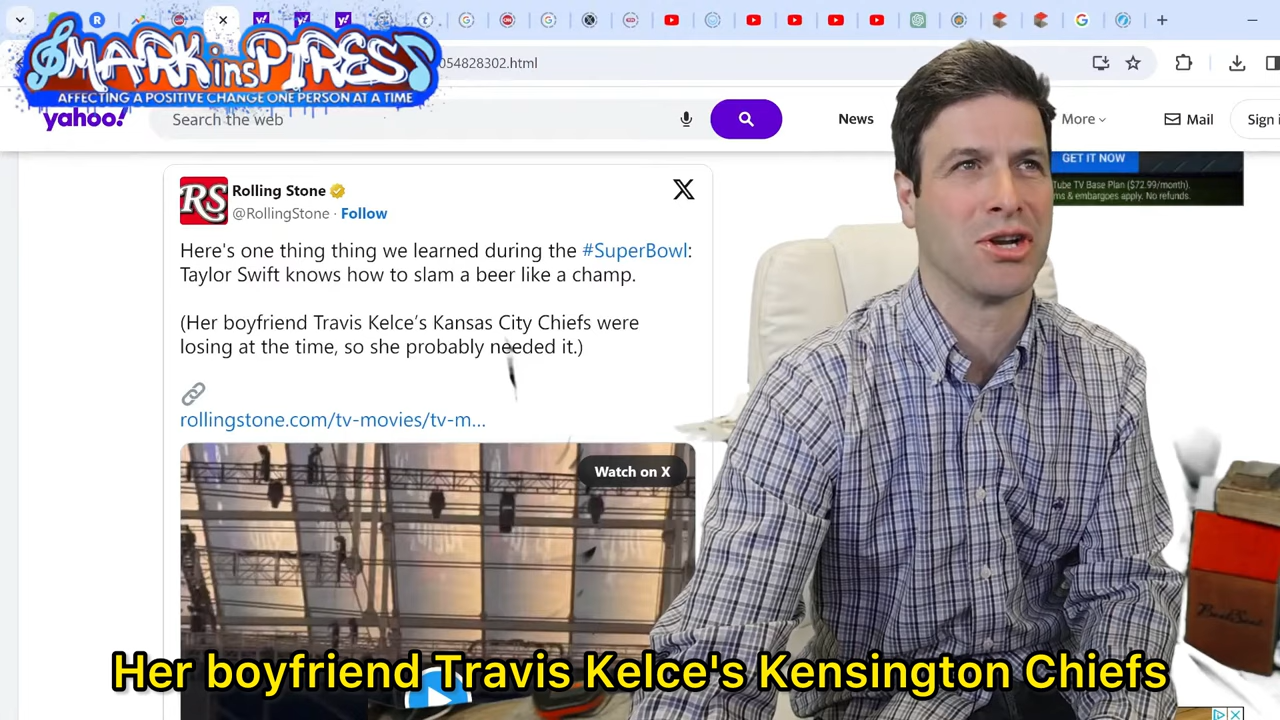 054828302.html
MARKinsPIRES
AFFECTING A POSITIVE CHANGE ONE PERSON AT A TIME
yahoo!
Search the web
News
More
Mail
Sign i
GET IT NOW
Tube TV Base Plan ($72.99/month).
ms & embargoes apply. No refunds.
RS
Rolling Stone
@RollingStone · Follow
Here's one thing thing we learned during the #SuperBowl:
Taylor Swift knows how to slam a beer like a champ.
(Her boyfriend Travis Kelce's Kansas City Chiefs were
losing at the time, so she probably needed it.)
rollingstone.com/tv-movies/tv-m...
Watch on X
Her boyfriend Travis Kelce's Kensington Chiefs